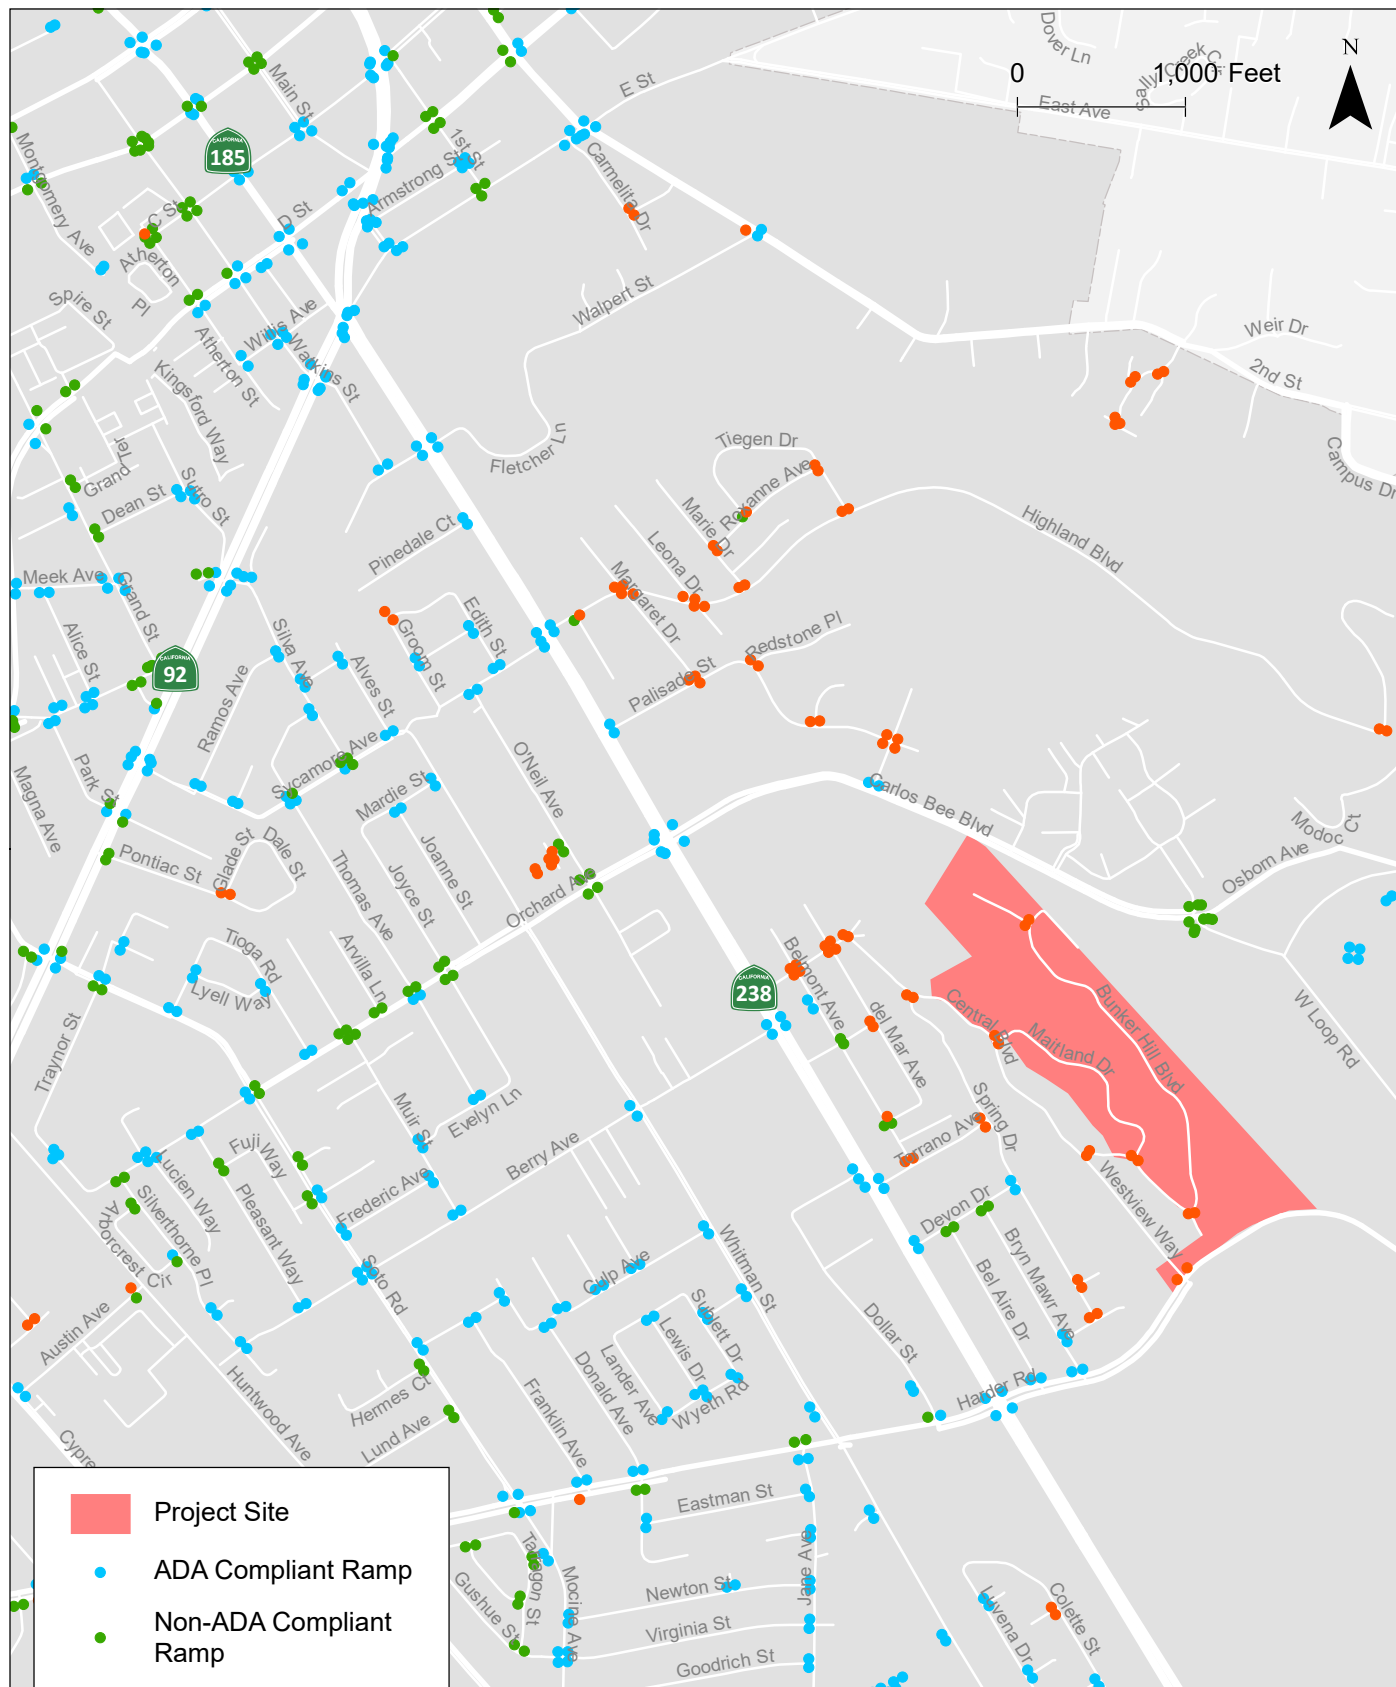 Dover Ln
Sally Creek Cir
N
0 1,000 Feet
East Ave
E St
Main St
1st St
Montgomery Ave
CALIFORNIA
185
Armstrong St
Carmelita Dr
C St
D St
Atherton
Pl
Spire St
Walpert St
Willis Ave
Weir Dr
2nd St
Watkins St
Atherton St
Kingsford Way
Campus Dr
Tiegen Dr
Fletcher Ln
Grand
Ter
Sutro St
Dean St
Roxanne Ave
Marie Dr
Highland Blvd
Pinedale Ct
Leona Dr
Meek Ave
Grand St
Margaret Dr
Edith St
Groom St
Alice St
Silva Ave
Redstone Pl
CALIFORNIA
92
Alves St
Palisade St
Ramos Ave
O'Neil Ave
Sycamore Ave
Park St
Magna Ave
Mardie St
Carlos Bee Blvd
Modoc Ct
Pontiac St
Glade St
Dale St
Joanne St
Osborn Ave
Thomas Ave
Joyce St
Orchard Ave
Tioga Rd
Arvilla Ln
Belmont Ave
CALIFORNIA
238
Lyell Way
del Mar Ave
Central Blvd
Bunker Hill Blvd
W Loop Rd
Maitland Dr
Traynor St
Muir St
Evelyn Ln
Spring Dr
Fuji Way
Berry Ave
Torrano Ave
Lucien Way
Silverthorne Pl
Pleasant Way
Frederic Ave
Westview Way
Arborcrest Cir
Devon Dr
Whitman St
Bryn Mawr Ave
Soto Rd
Culp Ave
Bel Aire Dr
Austin Ave
Sublett Dr
Dollar St
Lewis Dr
Lander Ave
Donald Ave
Huntwood Ave
Hermes Ct
Franklin Ave
Wyeth Rd
Harder Rd
Lund Ave
Cypre
Eastman St
Project Site
ADA Compliant Ramp
Non-ADA Compliant
Ramp
Tarragon St
Gushue St
Mocine Ave
Newton St
Jane Ave
Virginia St
Goodrich St
Luvena Dr
Colette St